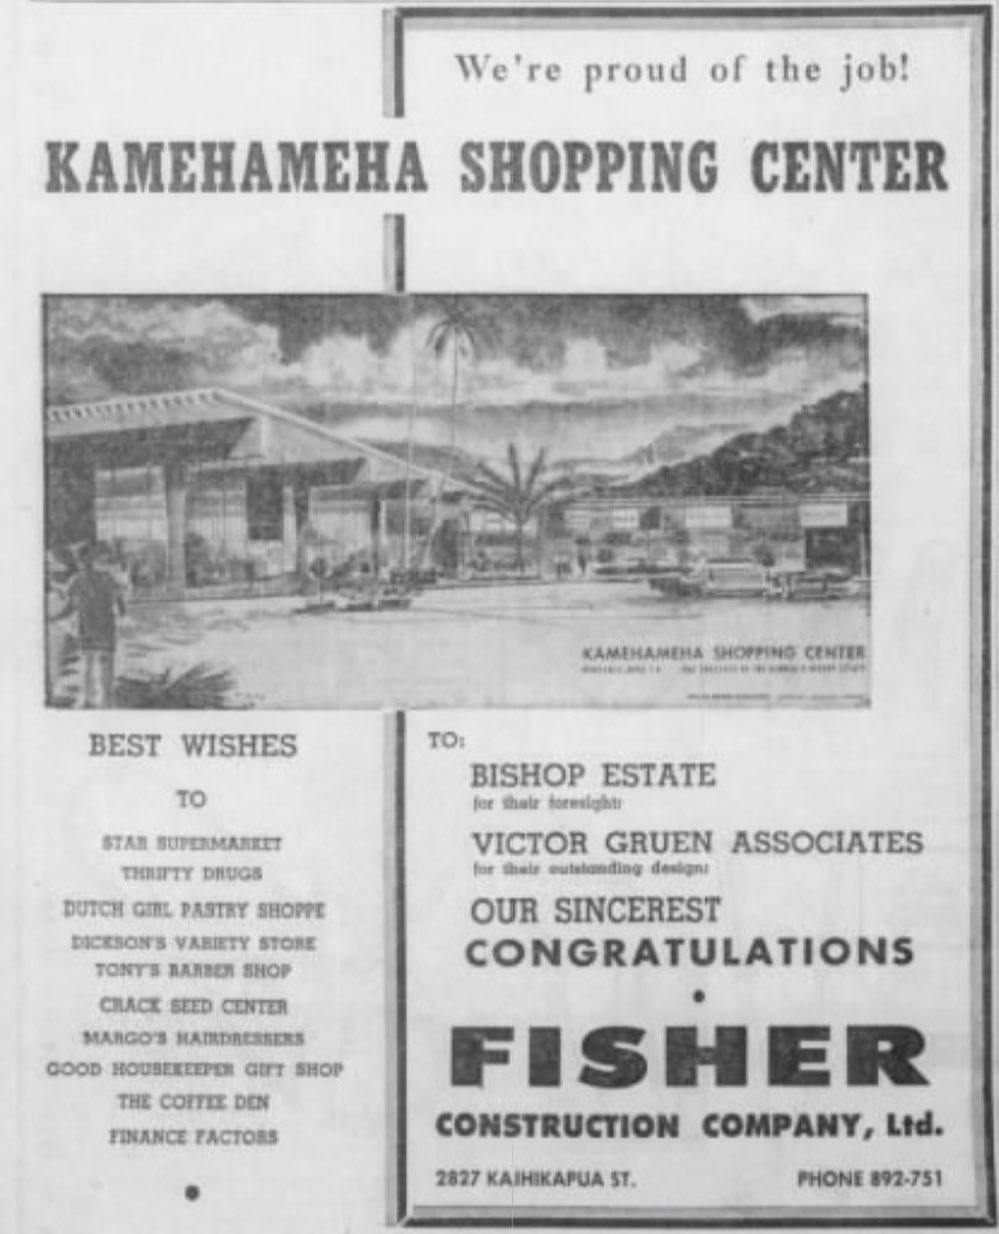 We're proud of the job!
KAMEHAMEHA SHOPPING CENTER
KAMEHAMEHA SHOPPING CENTER
BEST WISHES
TO
STAR SUPERMARKET
THRIFTY DRUGS
DUTCH GIRL PASTRY SHOPPE
DICKSON'S VARIETY STORE
TONY'S BARBER SHOP
CRACK SEED CENTER
MARGO'S HAIRDRESSERS
GOOD HOUSEKEEPER GIFT SHOP
THE COFFEE DEN
FINANCE FACTORS
TO:
BISHOP ESTATE
for their foresight:
VICTOR GRUEN ASSOCIATES
for their outstanding design:
OUR SINCEREST
CONGRATULATIONS
FISHER
CONSTRUCTION COMPANY, Ltd.
2827 KAIHIKAPUA ST. PHONE 892-751